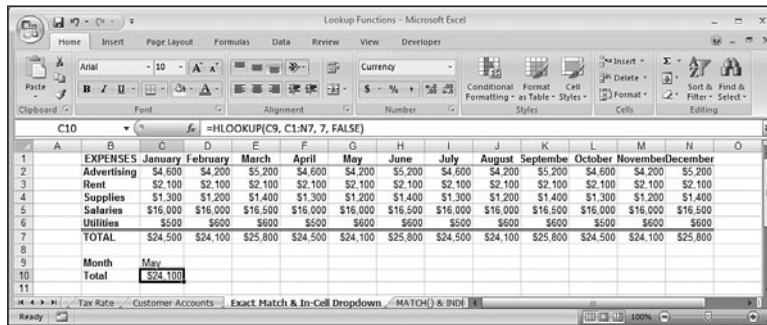 Lookup Functions - Microsoft Excel
Home Insert Page Layout Formulas Data Review View Developer
Paste
Arial 10 A A
B I U A
Currency
$ % ,
Conditional Formatting Format as Table Cell Styles
Insert
Delete
Format
Σ
Sort & Filter Find & Select
Clipboard Font Alignment Number Styles Cells Editing
C10 fx =HLOOKUP(C9, C1:N7, 7, FALSE)
A B C D E F G H I J K L M N O
1 EXPENSES January February March April May June July August Septembe October November December
2 Advertising $4,600 $4,200 $5,200 $4,600 $4,200 $5,200 $4,600 $4,200 $5,200 $4,600 $4,200 $5,200
3 Rent $2,100 $2,100 $2,100 $2,100 $2,100 $2,100 $2,100 $2,100 $2,100 $2,100 $2,100 $2,100
4 Supplies $1,300 $1,200 $1,400 $1,300 $1,200 $1,400 $1,300 $1,200 $1,400 $1,300 $1,200 $1,400
5 Salaries $16,000 $16,000 $16,500 $16,000 $16,000 $16,500 $16,000 $16,000 $16,500 $16,000 $16,000 $16,500
6 Utilities $500 $600 $600 $500 $600 $600 $500 $600 $600 $500 $600 $600
7 TOTAL $24,500 $24,100 $25,800 $24,500 $24,100 $25,800 $24,500 $24,100 $25,800 $24,500 $24,100 $25,800
8
9 Month May
10 Total $24,100
11
Tax Rate Customer Accounts Exact Match & In-Cell Dropdown MATCH() & INDI
Ready 100%